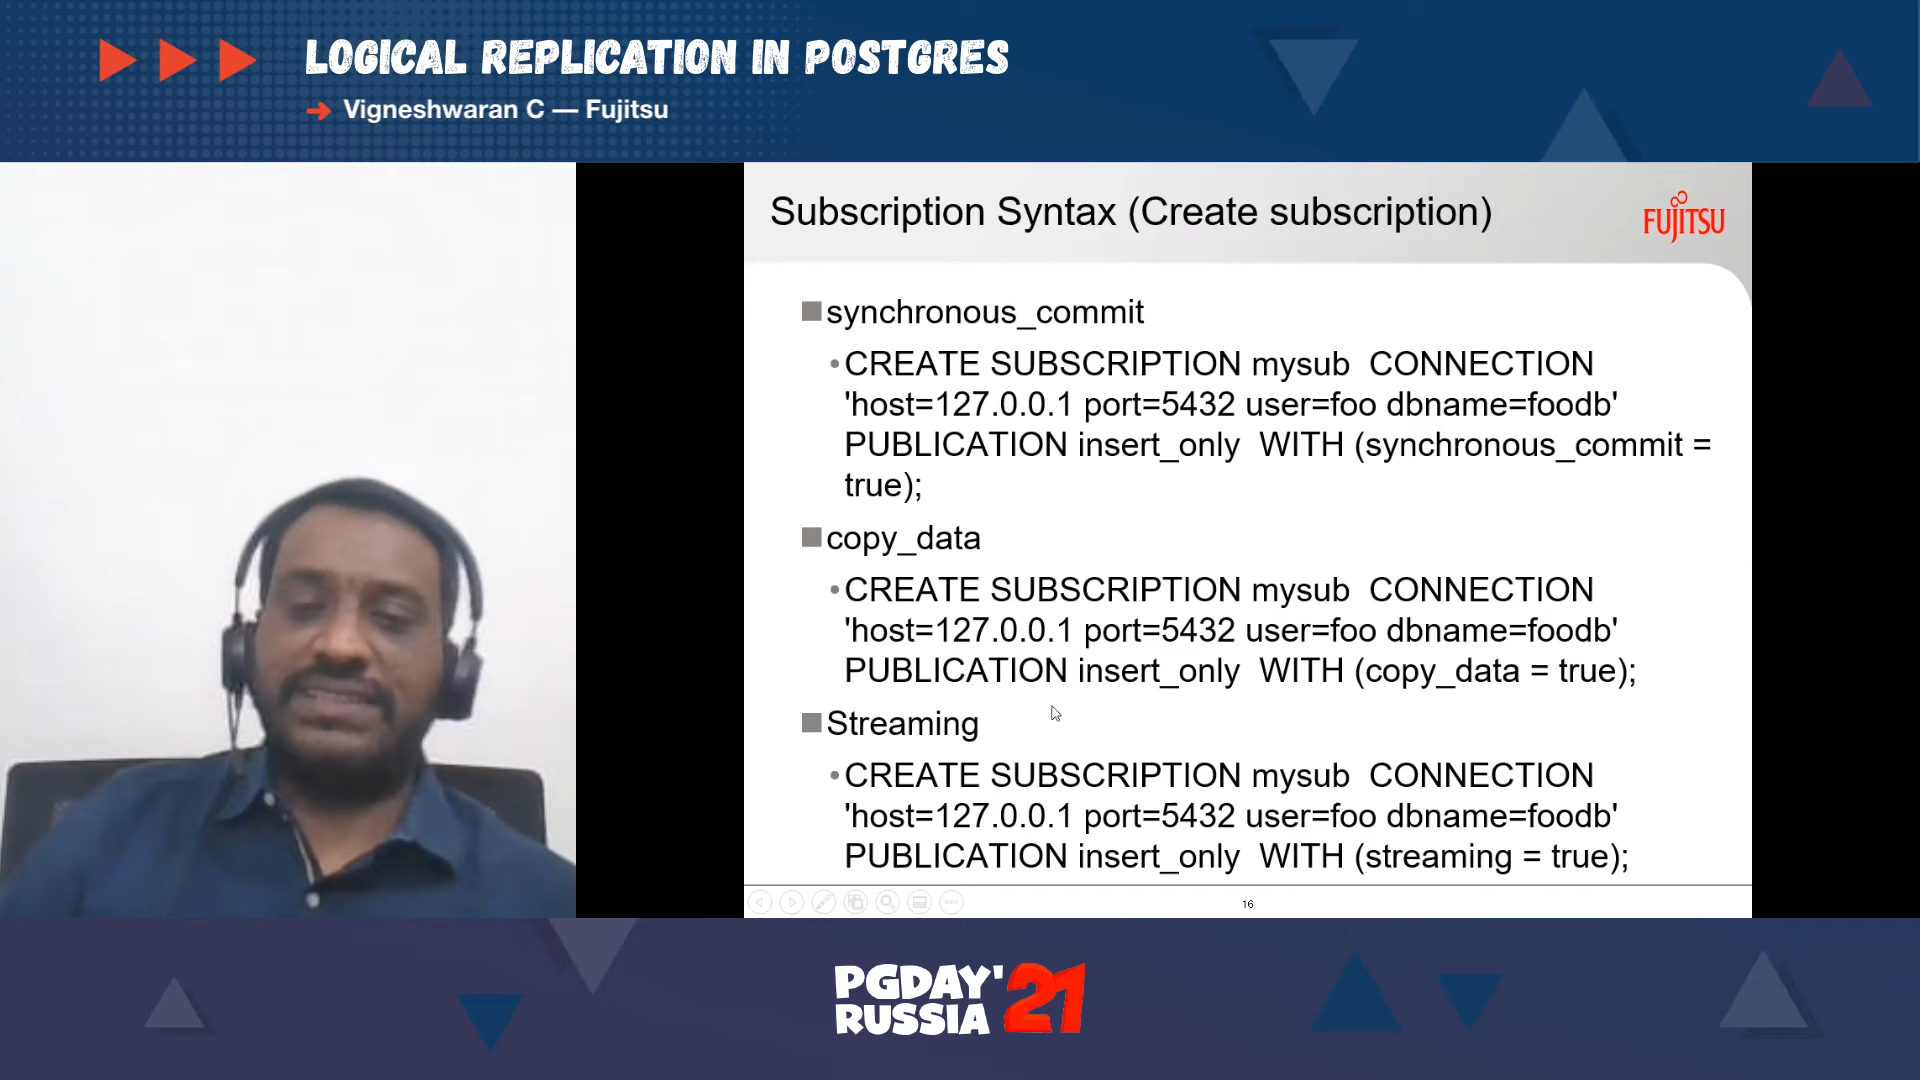 LOGICAL REPLICATION IN POSTGRES
Vigneshwaran C — Fujitsu
Subscription Syntax (Create subscription)
FUJITSU
synchronous_commit
•CREATE SUBSCRIPTION mysub  CONNECTION
'host=127.0.0.1 port=5432 user=foo dbname=foodb'
PUBLICATION insert_only  WITH (synchronous_commit =
true);
copy_data
•CREATE SUBSCRIPTION mysub  CONNECTION
'host=127.0.0.1 port=5432 user=foo dbname=foodb'
PUBLICATION insert_only  WITH (copy_data = true);
Streaming
•CREATE SUBSCRIPTION mysub  CONNECTION
'host=127.0.0.1 port=5432 user=foo dbname=foodb'
PUBLICATION insert_only  WITH (streaming = true);
16
PGDAY'21
RUSSIA